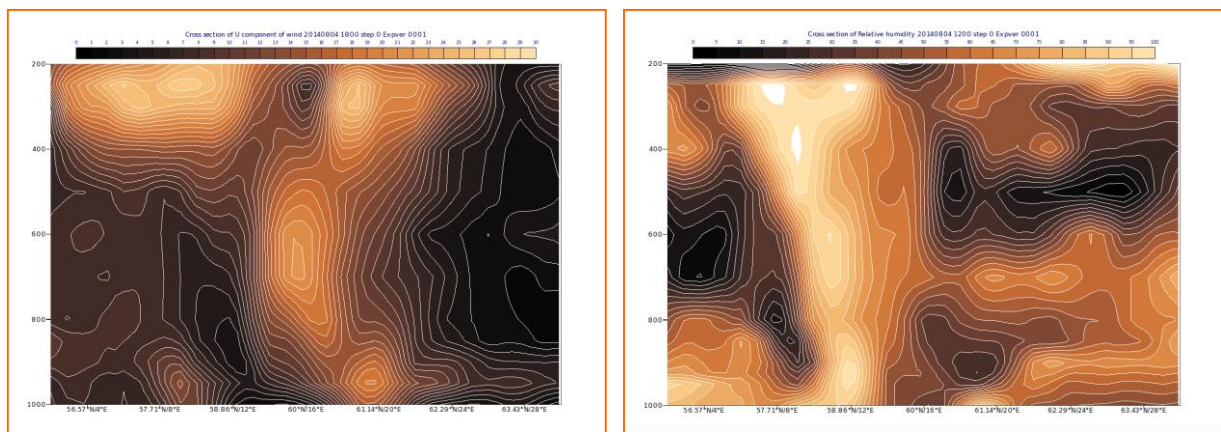 Cross section of U component of wind 20140804 1800 step 0 Expver 0001
0 1 2 3 4 5 6 7 8 9 10 11 12 13 14 15 16 17 18 19 20 21 22 23 24 25 26 27 28 29 30
200
400
600
800
1000
56.57°N/4°E 57.71°N/8°E 58.86°N/12°E 60°N/16°E 61.14°N/20°E 62.29°N/24°E 63.43°N/28°E
Cross section of Relative humidity 20140804 1200 step 0 Expver 0001
0 5 10 15 20 25 30 35 40 45 50 55 60 65 70 75 80 85 90 95 100
200
400
600
800
1000
56.57°N/4°E 57.71°N/8°E 58.86°N/12°E 60°N/16°E 61.14°N/20°E 62.29°N/24°E 63.43°N/28°E